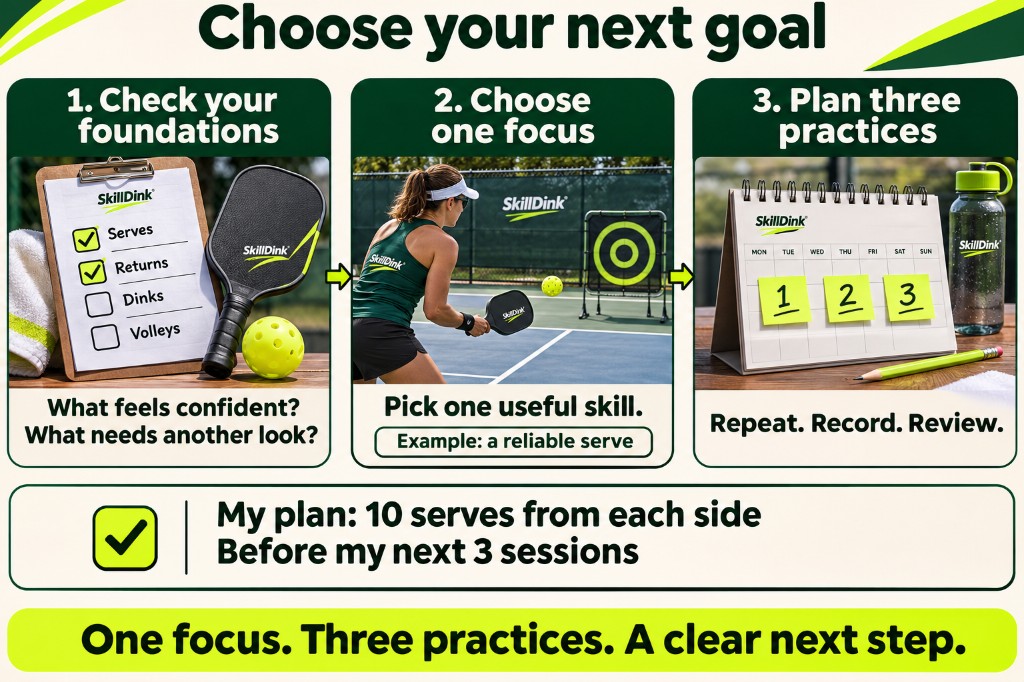 Choose your next goal
1. Check your
foundations
SkillDink®
Serves
Returns
Dinks
Volleys
SkillDink®
What feels confident?
What needs another look?
2. Choose
one focus
SkillDink®
SkillDink®
SkillDink
Pick one useful skill.
Example: a reliable serve
3. Plan three
practices
SkillDink®
MON TUE WED THU FRI SAT SUN
1 2 3
SkillDink®
Repeat. Record. Review.
My plan: 10 serves from each side
Before my next 3 sessions
One focus. Three practices. A clear next step.